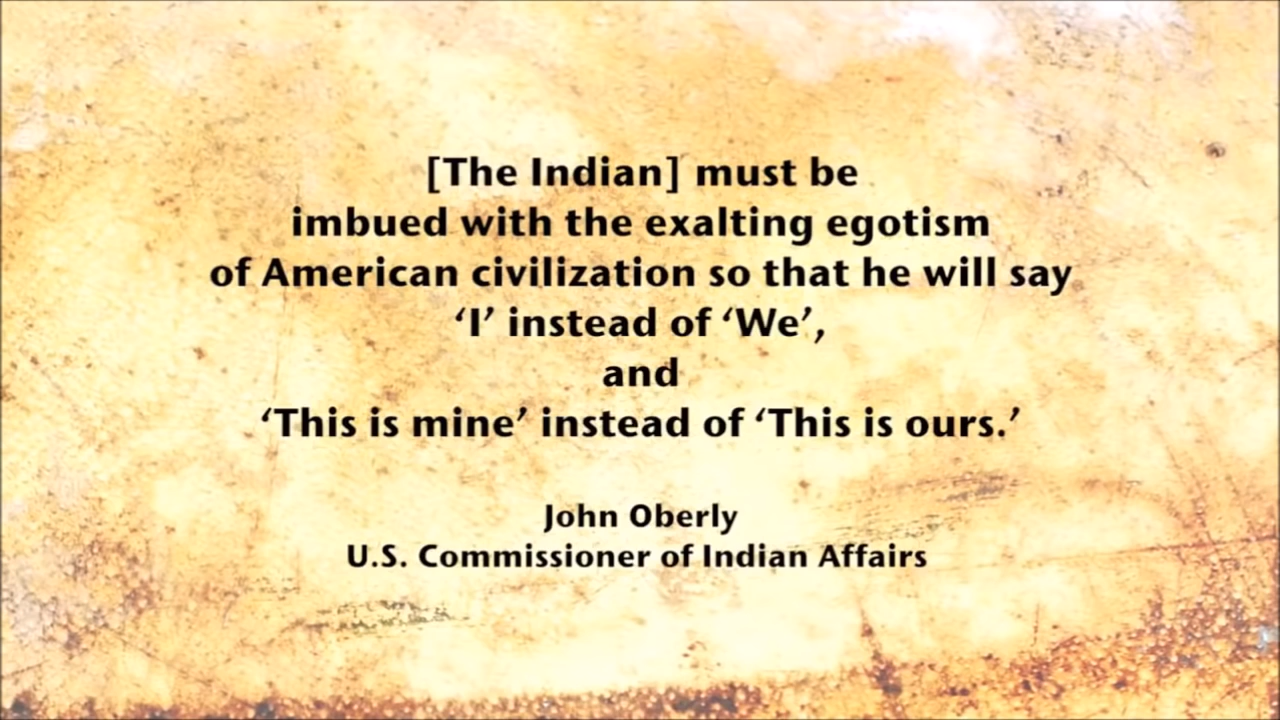 [The Indian] must be
imbued with the exalting egotism
of American civilization so that he will say
‘I’ instead of ‘We’,
and
‘This is mine’ instead of ‘This is ours.’
John Oberly
U.S. Commissioner of Indian Affairs